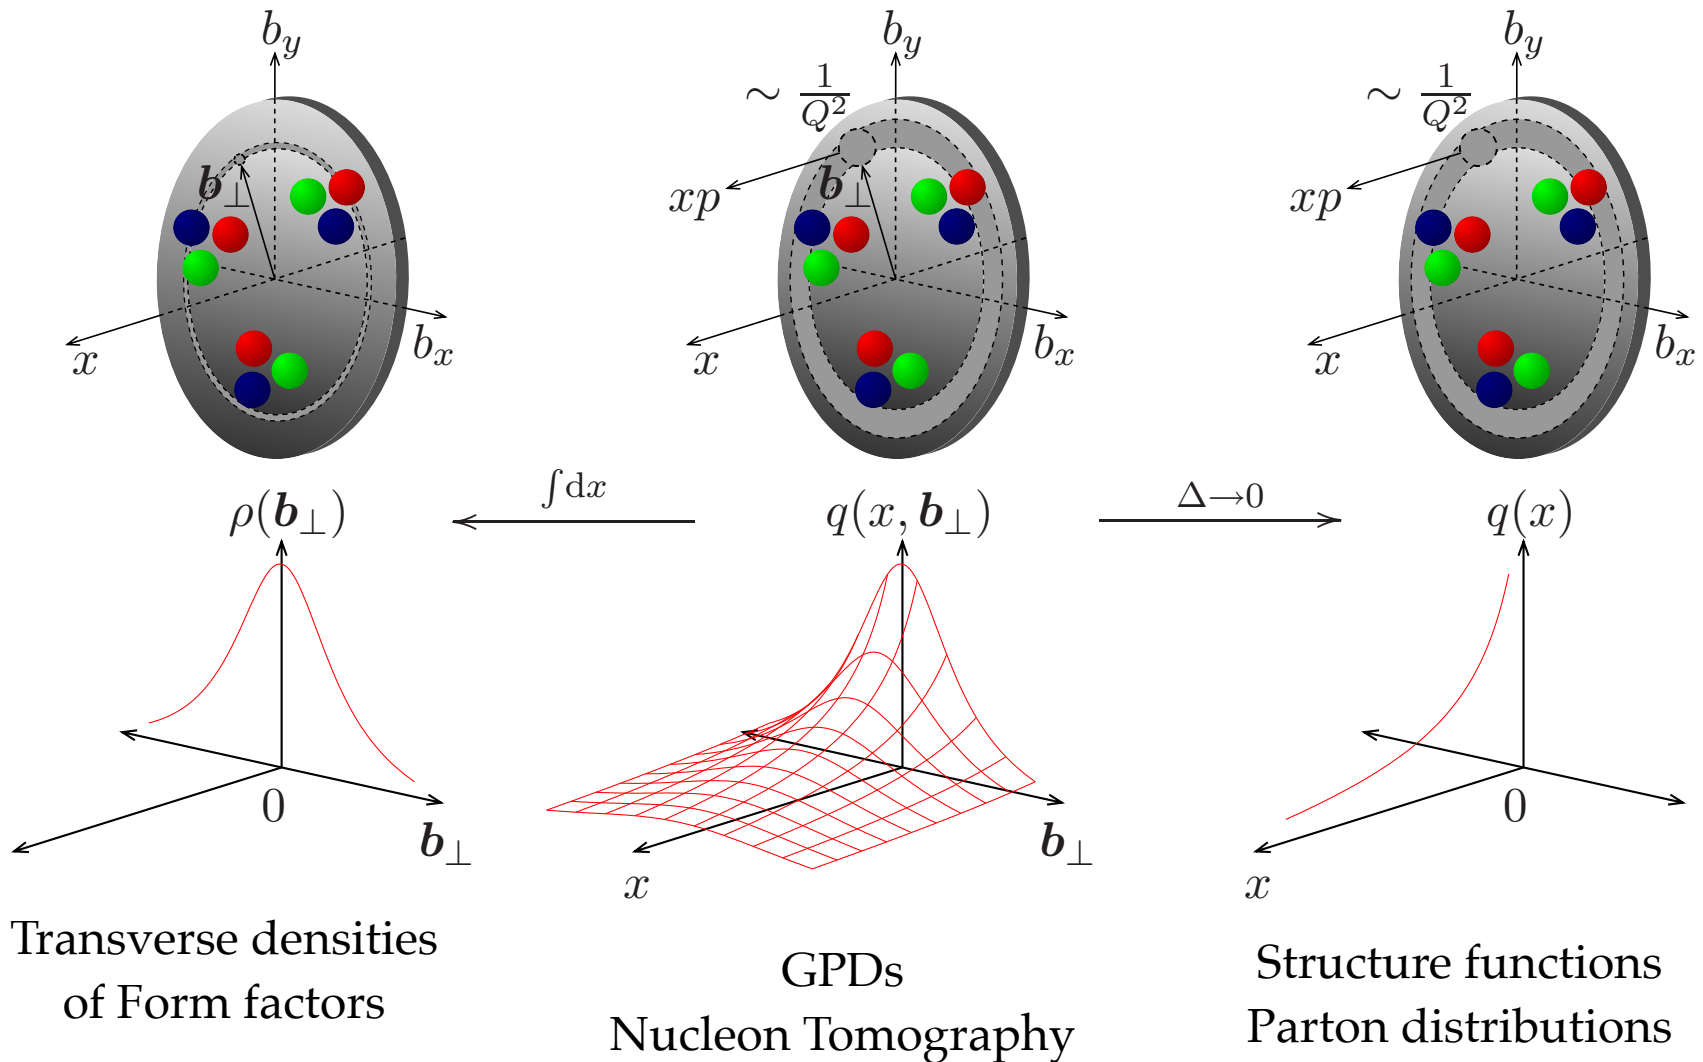 b_y
b_⊥
x
b_x
b_y
∼ 1/Q²
b_⊥
xp
x
b_x
b_y
∼ 1/Q²
xp
x
b_x
ρ(b_⊥)
∫dx
q(x, b_⊥)
Δ→0
q(x)
0
b_⊥
x
b_⊥
0
x
Transverse densities
of Form factors
GPDs
Nucleon Tomography
Structure functions
Parton distributions